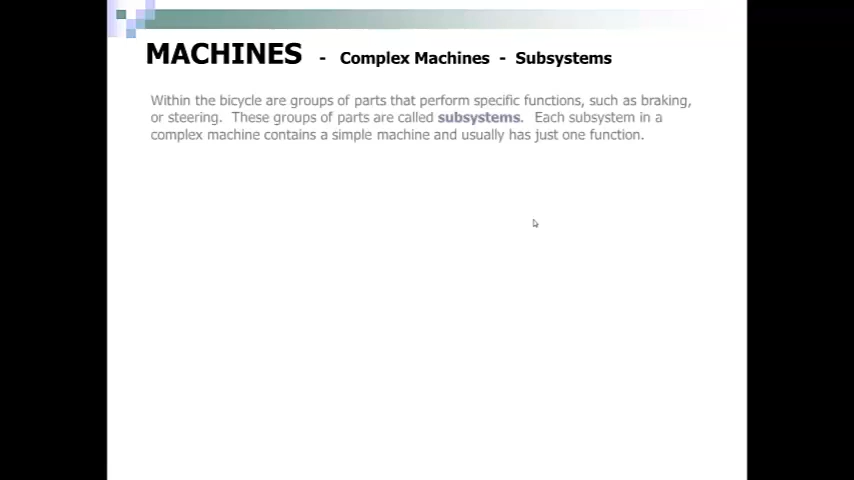 MACHINES - Complex Machines - Subsystems
Within the bicycle are groups of parts that perform specific functions, such as braking,
or steering. These groups of parts are called subsystems. Each subsystem in a
complex machine contains a simple machine and usually has just one function.